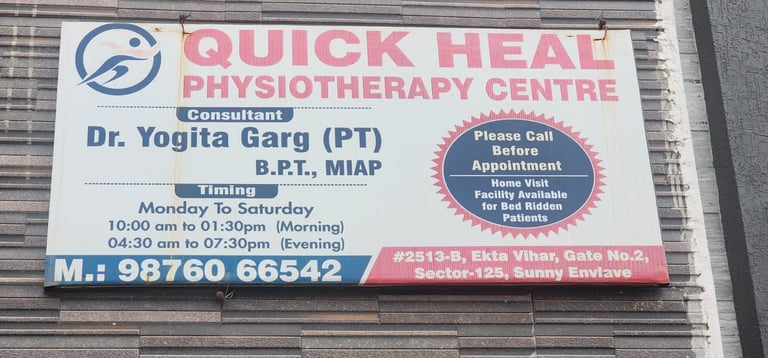 QUICK HEAL
PHYSIOTHERAPY CENTRE
Consultant
Dr. Yogita Garg (PT)
B.P.T., MIAP
Timing
Monday To Saturday
10:00 am to 01:30pm (Morning)
04:30 am to 07:30pm (Evening)
Please Call
Before
Appointment
Home Visit
Facility Available
for Bed Ridden
Patients
M.: 98760 66542
#2513-B, Ekta Vihar, Gate No.2,
Sector-125, Sunny Envlave